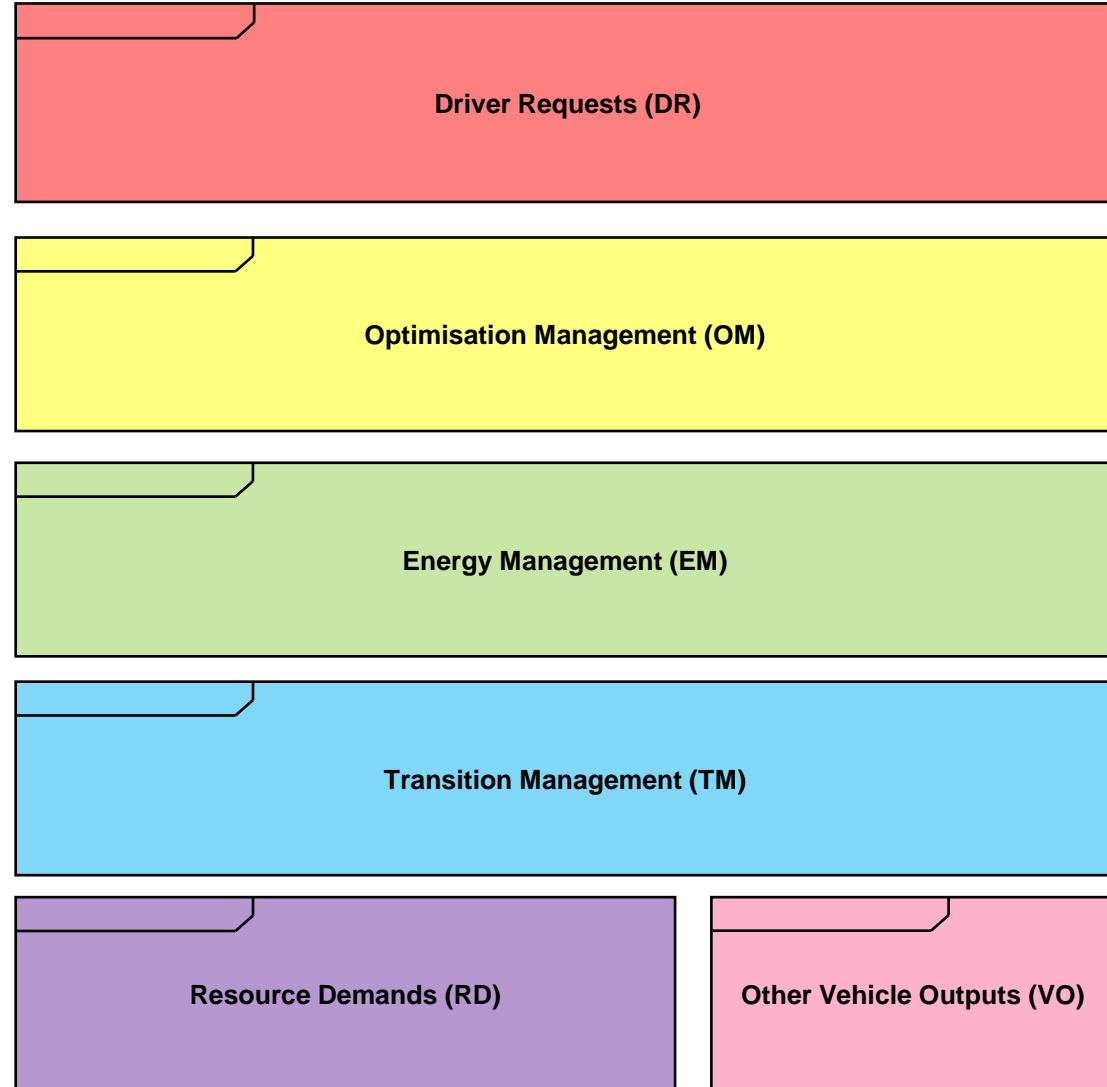 Driver Requests (DR)
Optimisation Management (OM)
Energy Management (EM)
Transition Management (TM)
Resource Demands (RD)
Other Vehicle Outputs (VO)